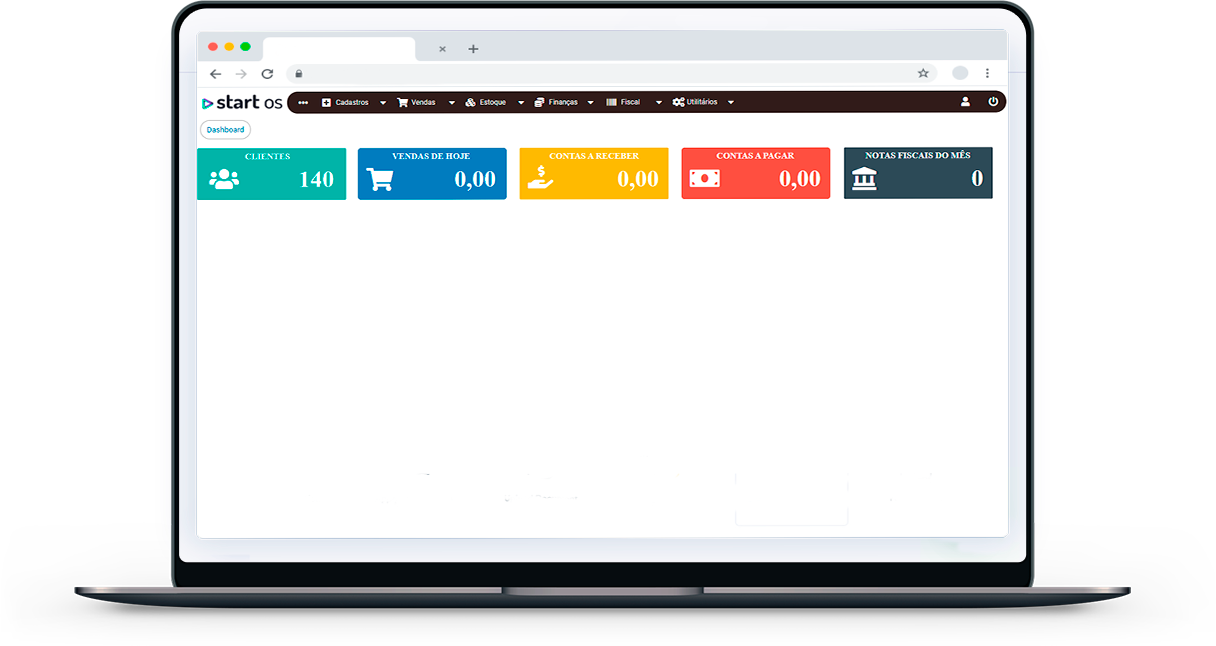 start os
Cadastros Vendas Estoque Finanças Fiscal Utilitários
Dashboard
CLIENTES
140
VENDAS DE HOJE
0,00
CONTAS A RECEBER
0,00
CONTAS A PAGAR
0,00
NOTAS FISCAIS DO MÊS
0